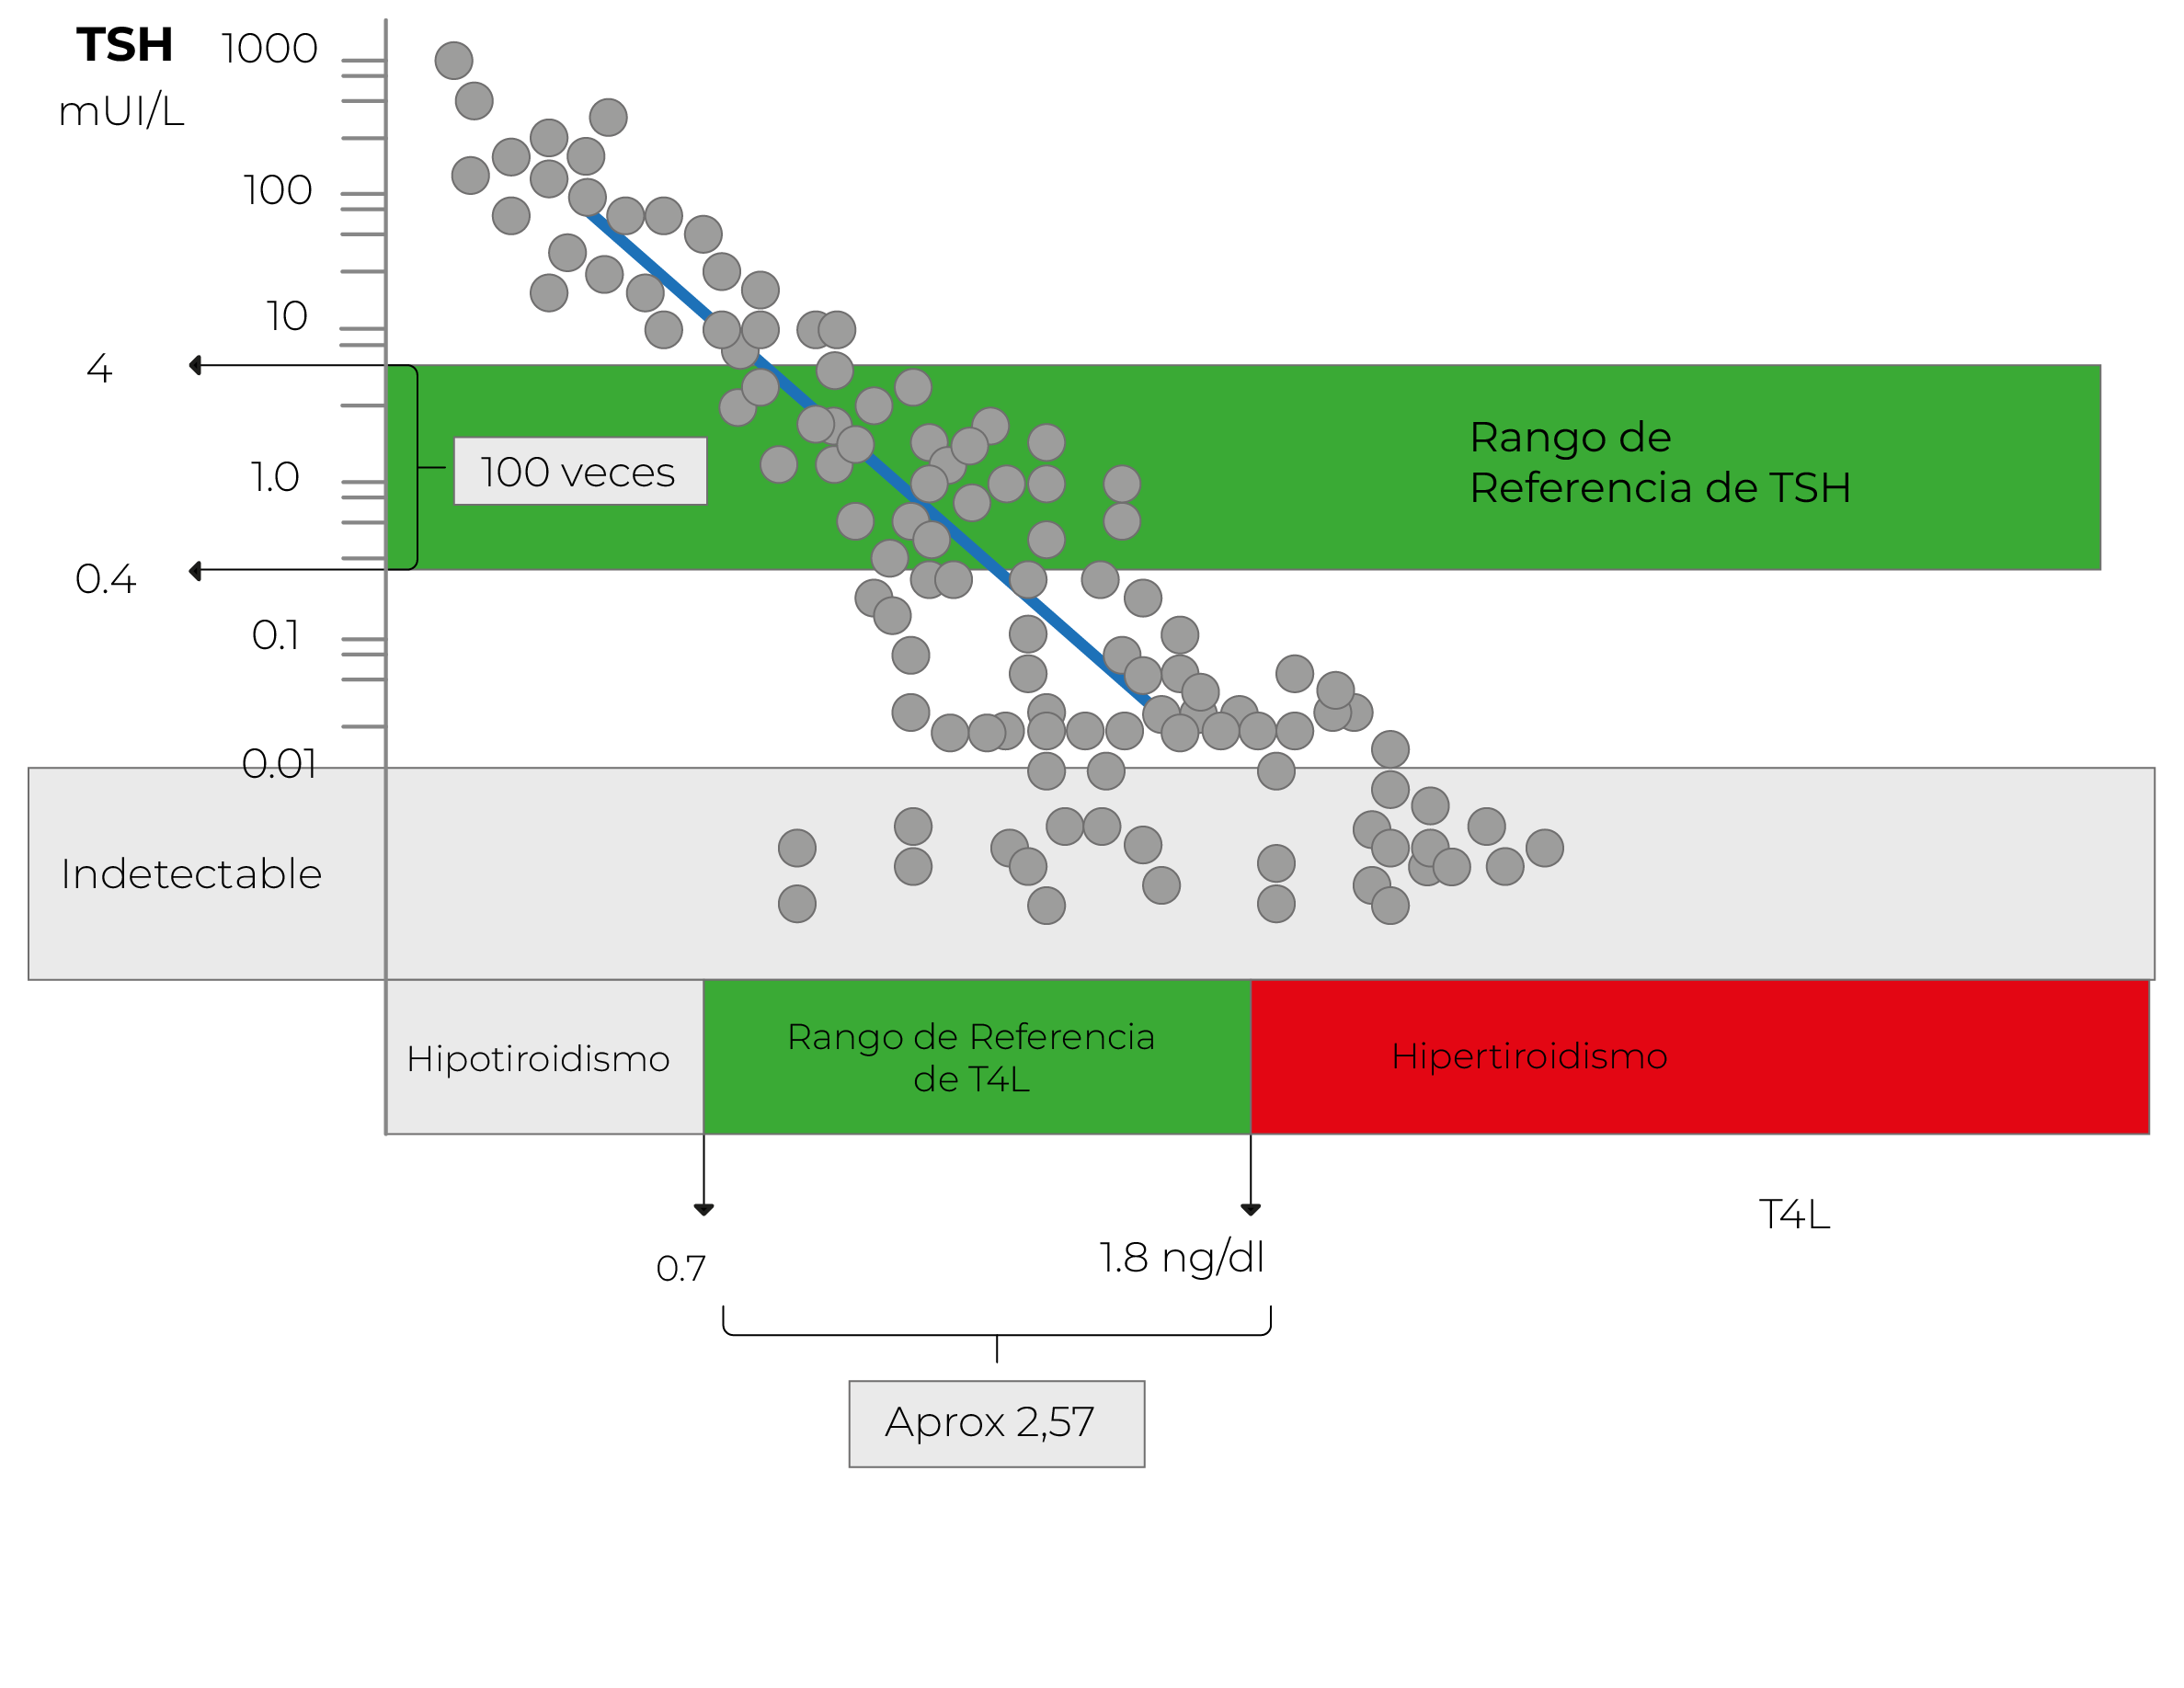 TSH
mUI/L
1000
100
10
4
1.0
0.4
0.1
0.01
100 veces
Rango de
Referencia de TSH
Indetectable
Hipotiroidismo
Rango de Referencia
de T4L
Hipertiroidismo
T4L
0.7
1.8 ng/dl
Aprox 2,57